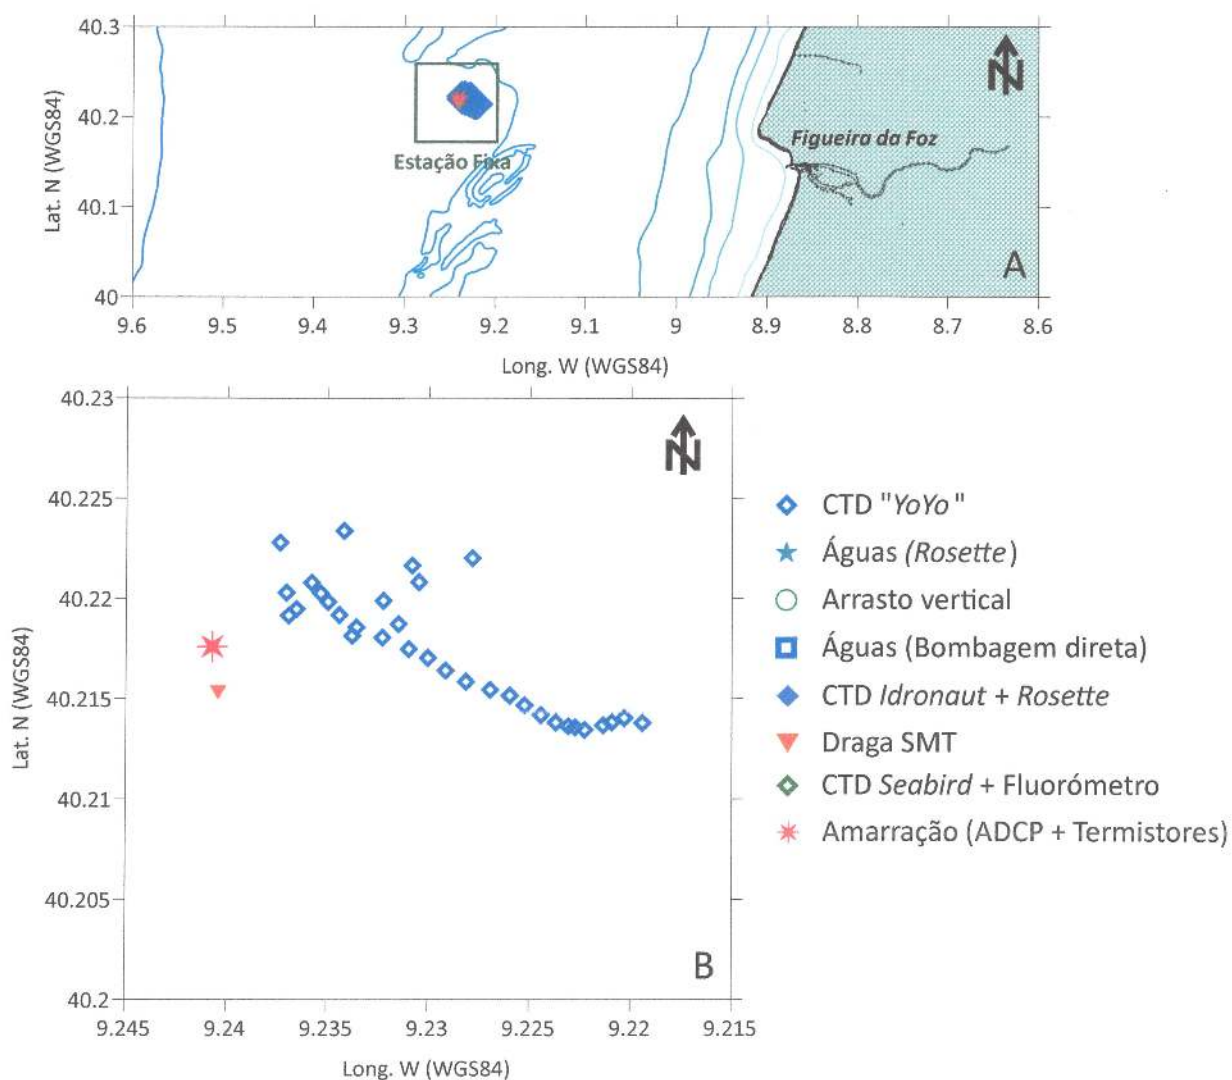 40.3
40.2
40.1
40
Lat. N (WGS84)
N
Figueira da Foz
Estação Fixa
A
9.6 9.5 9.4 9.3 9.2 9.1 9 8.9 8.8 8.7 8.6
Long. W (WGS84)
40.23
40.225
40.22
40.215
40.21
40.205
40.2
Lat. N (WGS84)
N
B
9.245 9.24 9.235 9.23 9.225 9.22 9.215
Long. W (WGS84)
CTD "YoYo"
Águas (Rosette)
Arrasto vertical
Águas (Bombagem direta)
CTD Idronaut + Rosette
Draga SMT
CTD Seabird + Fluorómetro
Amarração (ADCP + Termistores)